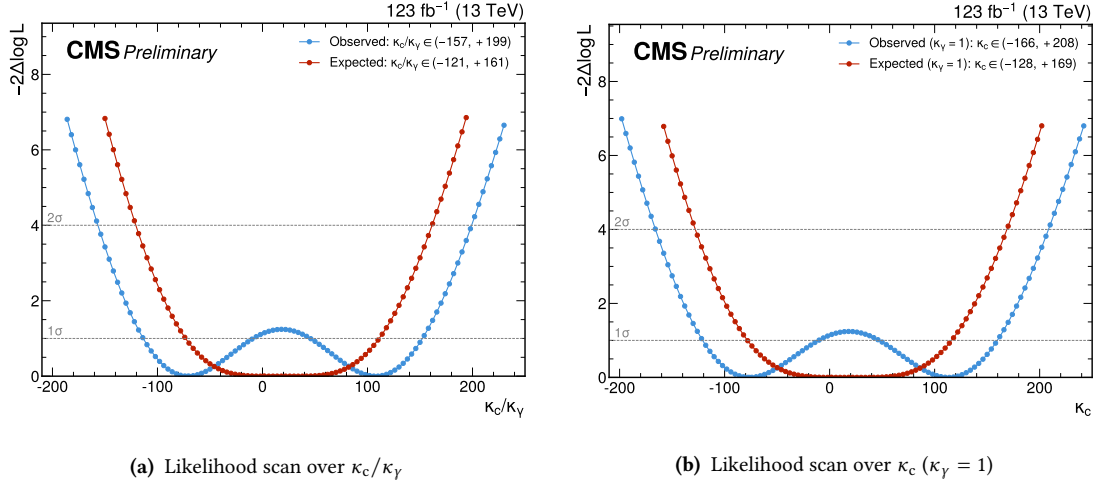 123 fb⁻¹ (13 TeV)
CMS Preliminary
Observed: κc/κγ ∈ (−157, +199)
Expected: κc/κγ ∈ (−121, +161)
−2Δlog L
8
6
4
2
0
2σ
1σ
−200 −100 0 100 200
κc/κγ
(a) Likelihood scan over κc/κγ
123 fb⁻¹ (13 TeV)
CMS Preliminary
Observed (κγ = 1): κc ∈ (−166, +208)
Expected (κγ = 1): κc ∈ (−128, +169)
−2Δlog L
8
6
4
2
0
2σ
1σ
−200 −100 0 100 200
κc
(b) Likelihood scan over κc (κγ = 1)